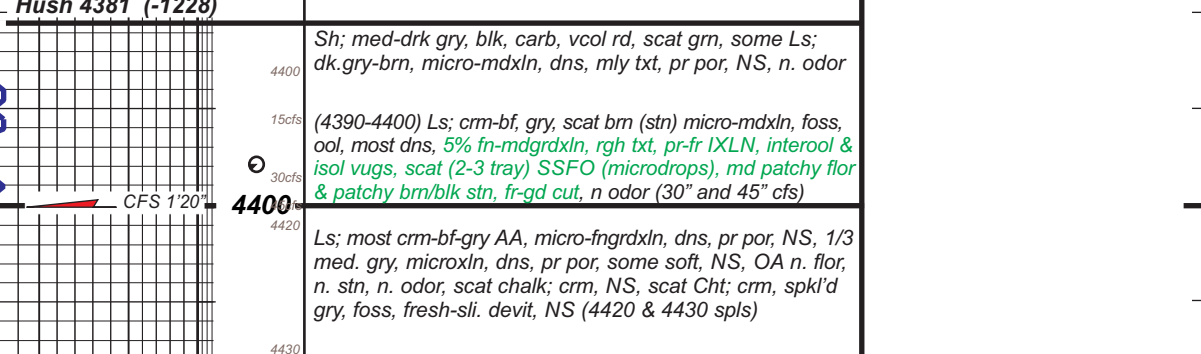 Hush 4381 (-1228)
Sh; med-drk gry, blk, carb, vcol rd, scat grn, some Ls;
dk.gry-brn, micro-mdxln, dns, mly txt, pr por, NS, n. odor
4400
15cfs
(4390-4400) Ls; crm-bf, gry, scat brn (stn) micro-mdxln, foss,
ool, most dns, 5% fn-mdgrdxln, rgh txt, pr-fr IXLN, interool &
isol vugs, scat (2-3 tray) SSFO (microdrops), md patchy flor
30cfs
& patchy brn/blk stn, fr-gd cut, n odor (30” and 45” cfs)
CFS 1'20"
4400
4420
Ls; most crm-bf-gry AA, micro-fngrdxln, dns, pr por, NS, 1/3
med. gry, microxln, dns, pr por, some soft, NS, OA n. flor,
n. stn, n. odor, scat chalk; crm, NS, scat Cht; crm, spkl’d
gry, foss, fresh-sli. devit, NS (4420 & 4430 spls)
4430